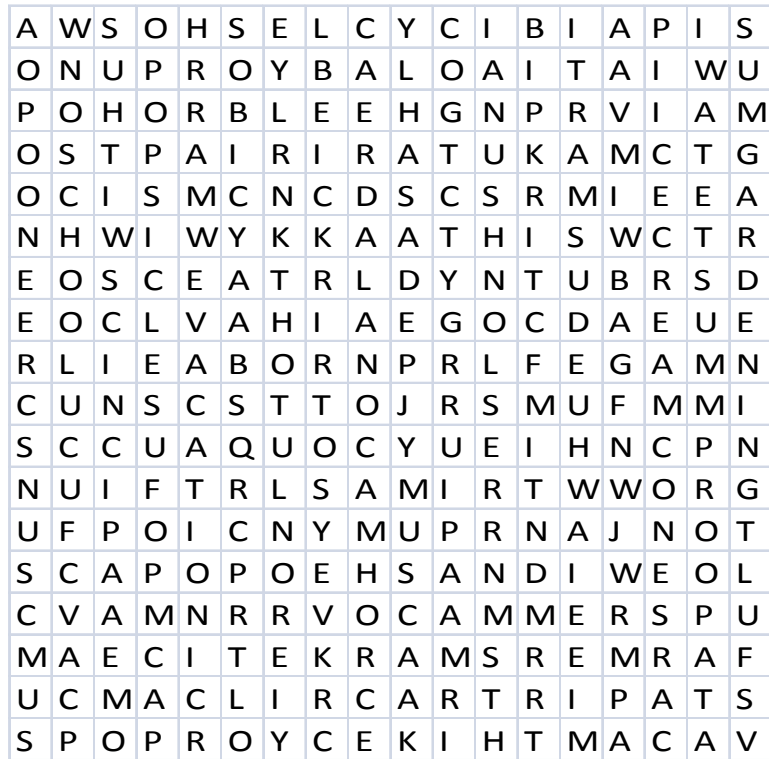 A W S O H S E L C Y C I B I A P I S
O N U P R O Y B A L O A I T A I W U
P O H O R B L E E H G N P R V I A M
O S T P A I R I R A T U K A M C T G
O C I S M C N C D S C S R M I E E A
N H W I W Y K K A A T H I S W C T R
E O S C E A T R L D Y N T U B R S D
E O C L V A H I A E G O C D A E U E
R L I E A B O R N P R L F E G A M N
C U N S C S T T O J R S M U F M M I
S C C U A Q U O C Y U E I H N C P N
N U I F T R L S A M I R T W W O R G
U F P O I C N Y M U P R N A J N O T
S C A P O P O E H S A N D I W E O L
C V A M N R R V O C A M M E R S P U
M A E C I T E K R A M S R E M R A F
U C M A C L I R C A R T R I P A T S
S P O P R O Y C E K I H T M A C A V